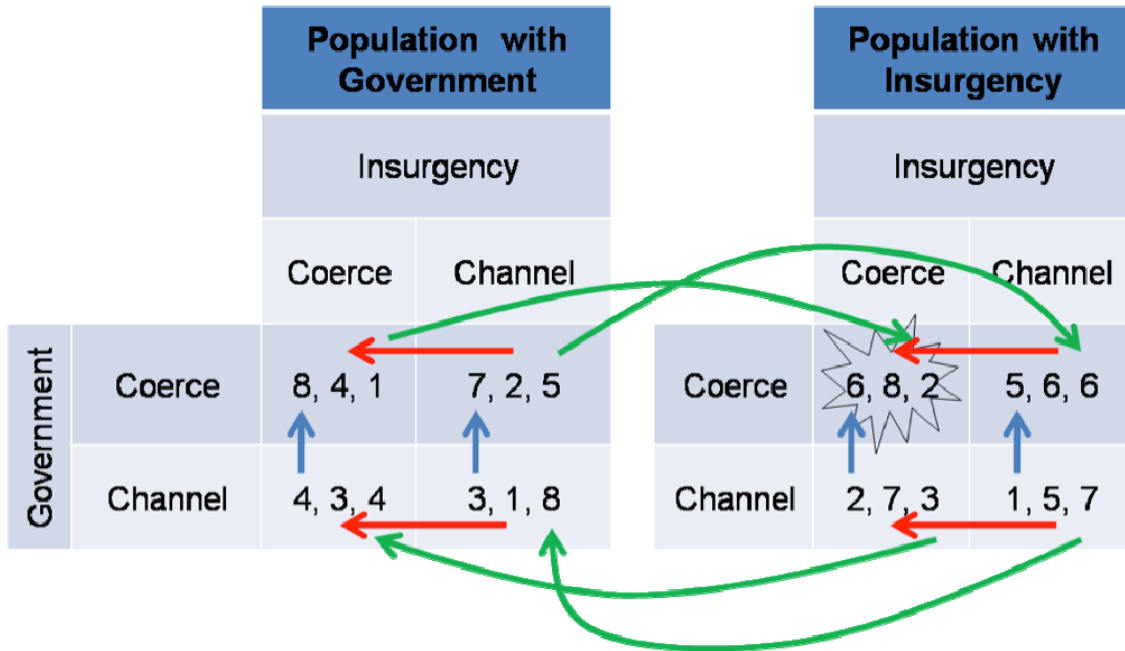 Population with
Government
Population with
Insurgency
Insurgency
Insurgency
Coerce
Channel
Coerce
Channel
Government
Coerce
8, 4, 1
7, 2, 5
Coerce
6, 8, 2
5, 6, 6
Channel
4, 3, 4
3, 1, 8
Channel
2, 7, 3
1, 5, 7